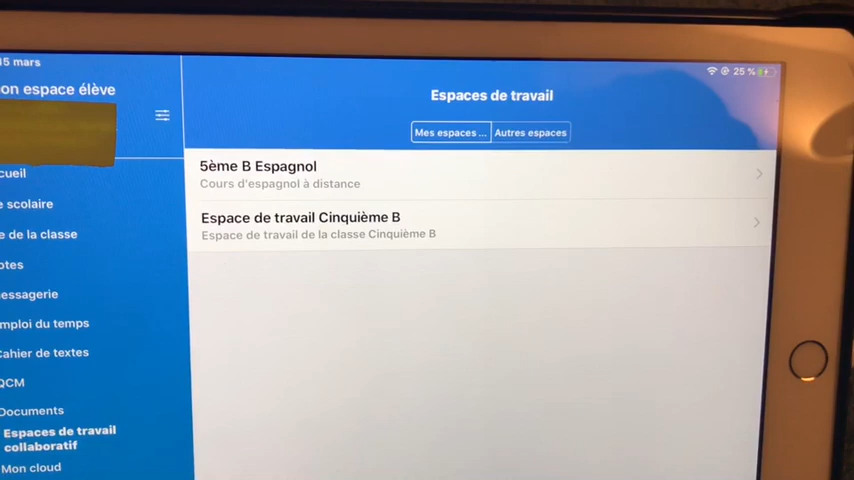 15 mars
25 %
on espace élève
Espaces de travail
Mes espaces ...
Autres espaces
5ème B Espagnol
Cours d'espagnol à distance
Espace de travail Cinquième B
Espace de travail de la classe Cinquième B
cueil
e scolaire
e de la classe
otes
essagerie
mploi du temps
Cahier de textes
QCM
Documents
Espaces de travail
collaboratif
Mon cloud